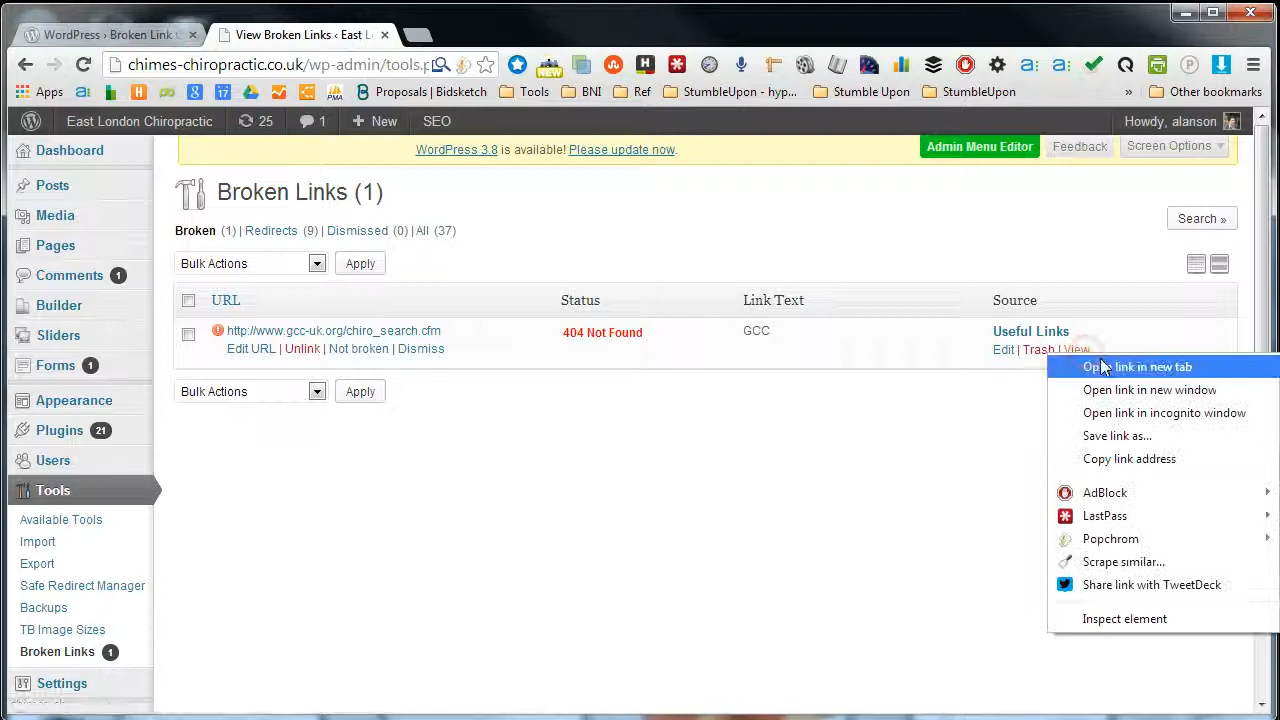 WordPress › Broken Link C
View Broken Links ‹ East L
chimes-chiropractic.co.uk/wp-admin/tools.p
NEW
Apps
Proposals | Bidsketch
Tools
BNI
Ref
StumbleUpon - hyp...
Stumble Upon
StumbleUpon
»
Other bookmarks
East London Chiropractic
25
1
New
SEO
Howdy, alanson
Dashboard
Posts
Media
Pages
Comments 1
Builder
Sliders
Forms 1
Appearance
Plugins 21
Users
Tools
Available Tools
Import
Export
Safe Redirect Manager
Backups
TB Image Sizes
Broken Links 1
Settings
WordPress 3.8 is available! Please update now.
Admin Menu Editor
Feedback
Screen Options
Broken Links (1)
Search »
Broken (1) | Redirects (9) | Dismissed (0) | All (37)
Bulk Actions
Apply
URL
Status
Link Text
Source
http://www.gcc-uk.org/chiro_search.cfm
404 Not Found
GCC
Useful Links
Edit URL | Unlink | Not broken | Dismiss
Edit | Trash | View
Bulk Actions
Apply
Open link in new tab
Open link in new window
Open link in incognito window
Save link as...
Copy link address
AdBlock
LastPass
Popchrom
Scrape similar...
Share link with TweetDeck
Inspect element